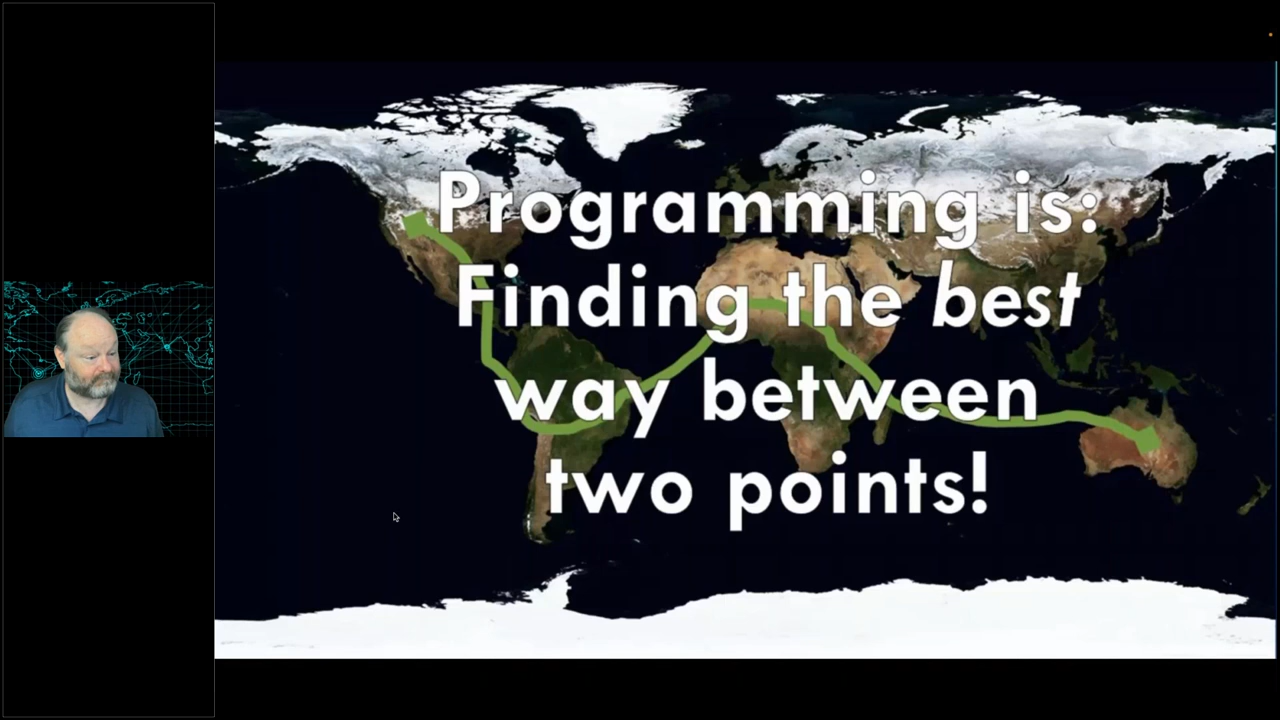 Programming is:
Finding the best
way between
two points!